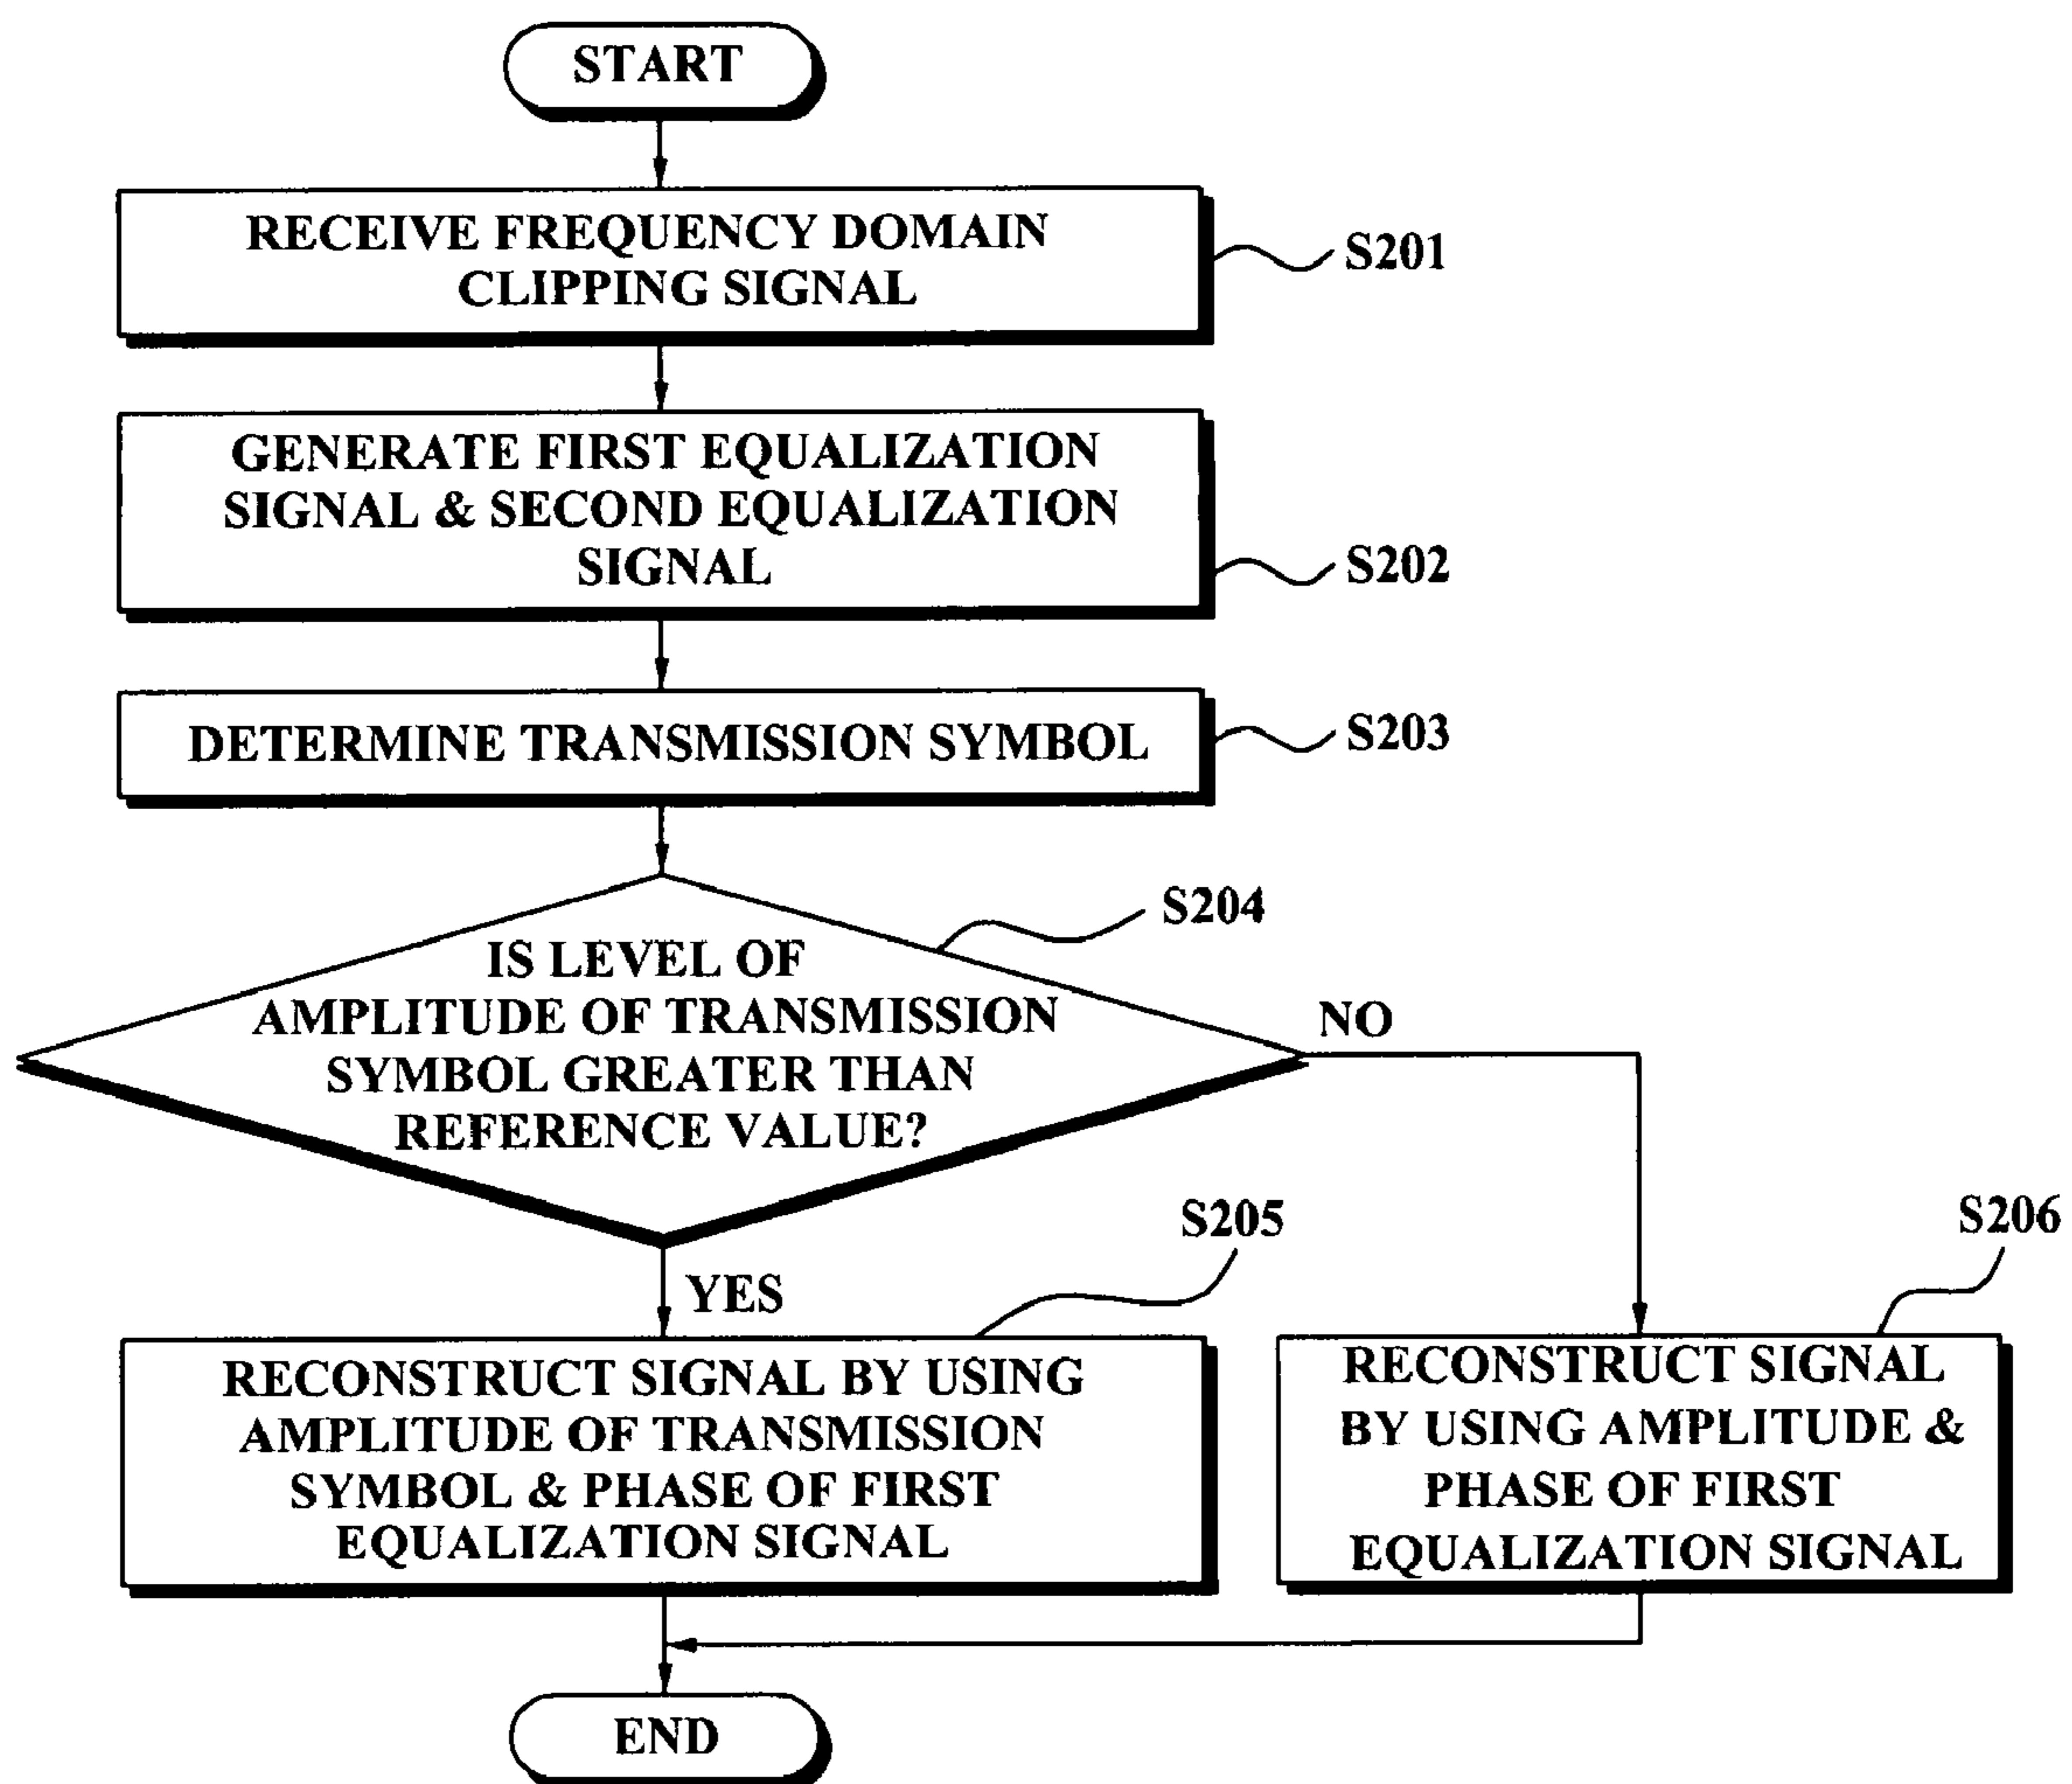 START
RECEIVE FREQUENCY DOMAIN
CLIPPING SIGNAL
S201
GENERATE FIRST EQUALIZATION
SIGNAL & SECOND EQUALIZATION
SIGNAL
S202
DETERMINE TRANSMISSION SYMBOL
S203
S204
IS LEVEL OF
AMPLITUDE OF TRANSMISSION
SYMBOL GREATER THAN
REFERENCE VALUE?
NO
YES
S205
RECONSTRUCT SIGNAL BY USING
AMPLITUDE OF TRANSMISSION
SYMBOL & PHASE OF FIRST
EQUALIZATION SIGNAL
S206
RECONSTRUCT SIGNAL
BY USING AMPLITUDE &
PHASE OF FIRST
EQUALIZATION SIGNAL
END